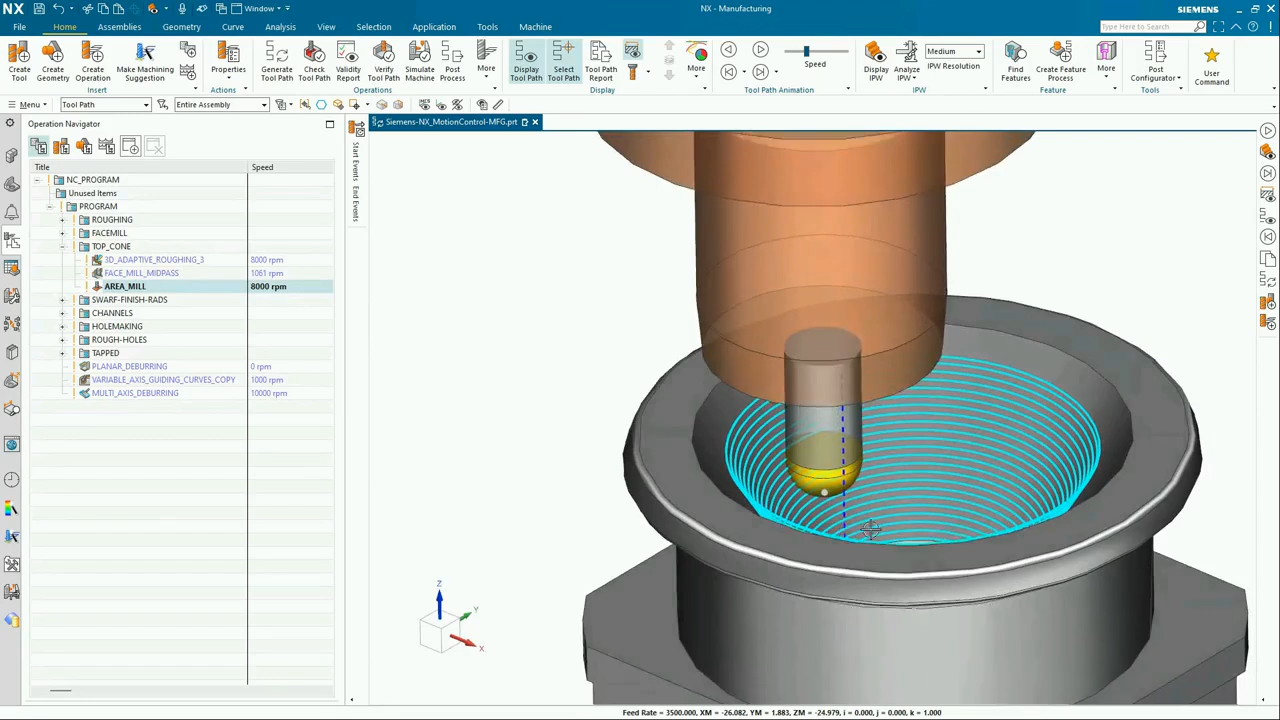 NX
Window
NX - Manufacturing
SIEMENS
File
Home
Assemblies
Geometry
Curve
Analysis
View
Selection
Application
Tools
Machine
Type Here to Search
Create Tool
Create Geometry
Create Operation
Make Machining Suggestion
Properties
Generate Tool Path
Check Tool Path
Validity Report
Verify Tool Path
Simulate Machine
Post Process
More
Display Tool Path
Select Tool Path
Tool Path Report
More
Speed
Display IPW
Analyze IPW
Medium
IPW Resolution
Find Features
Create Feature Process
More
Post Configurator
User Command
Insert
Actions
Operations
Display
Tool Path Animation
IPW
Feature
Tools
Menu
Tool Path
Entire Assembly
Operation Navigator
Siemens-NX_MotionControl-MFG.prt
Start Events
End Events
Title
Speed
NC_PROGRAM
Unused Items
PROGRAM
ROUGHING
FACEMILL
TOP_CONE
3D_ADAPTIVE_ROUGHING_3 8000 rpm
FACE_MILL_MIDPASS 1061 rpm
AREA_MILL 8000 rpm
SWARF-FINISH-RADS
CHANNELS
HOLEMAKING
ROUGH-HOLES
TAPPED
PLANAR_DEBURRING 0 rpm
VARIABLE_AXIS_GUIDING_CURVES_COPY 1000 rpm
MULTI_AXIS_DEBURRING 10000 rpm
Z
Y
X
Feed Rate = 3500.000, XM = -26.082, YM = 1.883, ZM = -24.979, i = 0.000, j = 0.000, k = 1.000